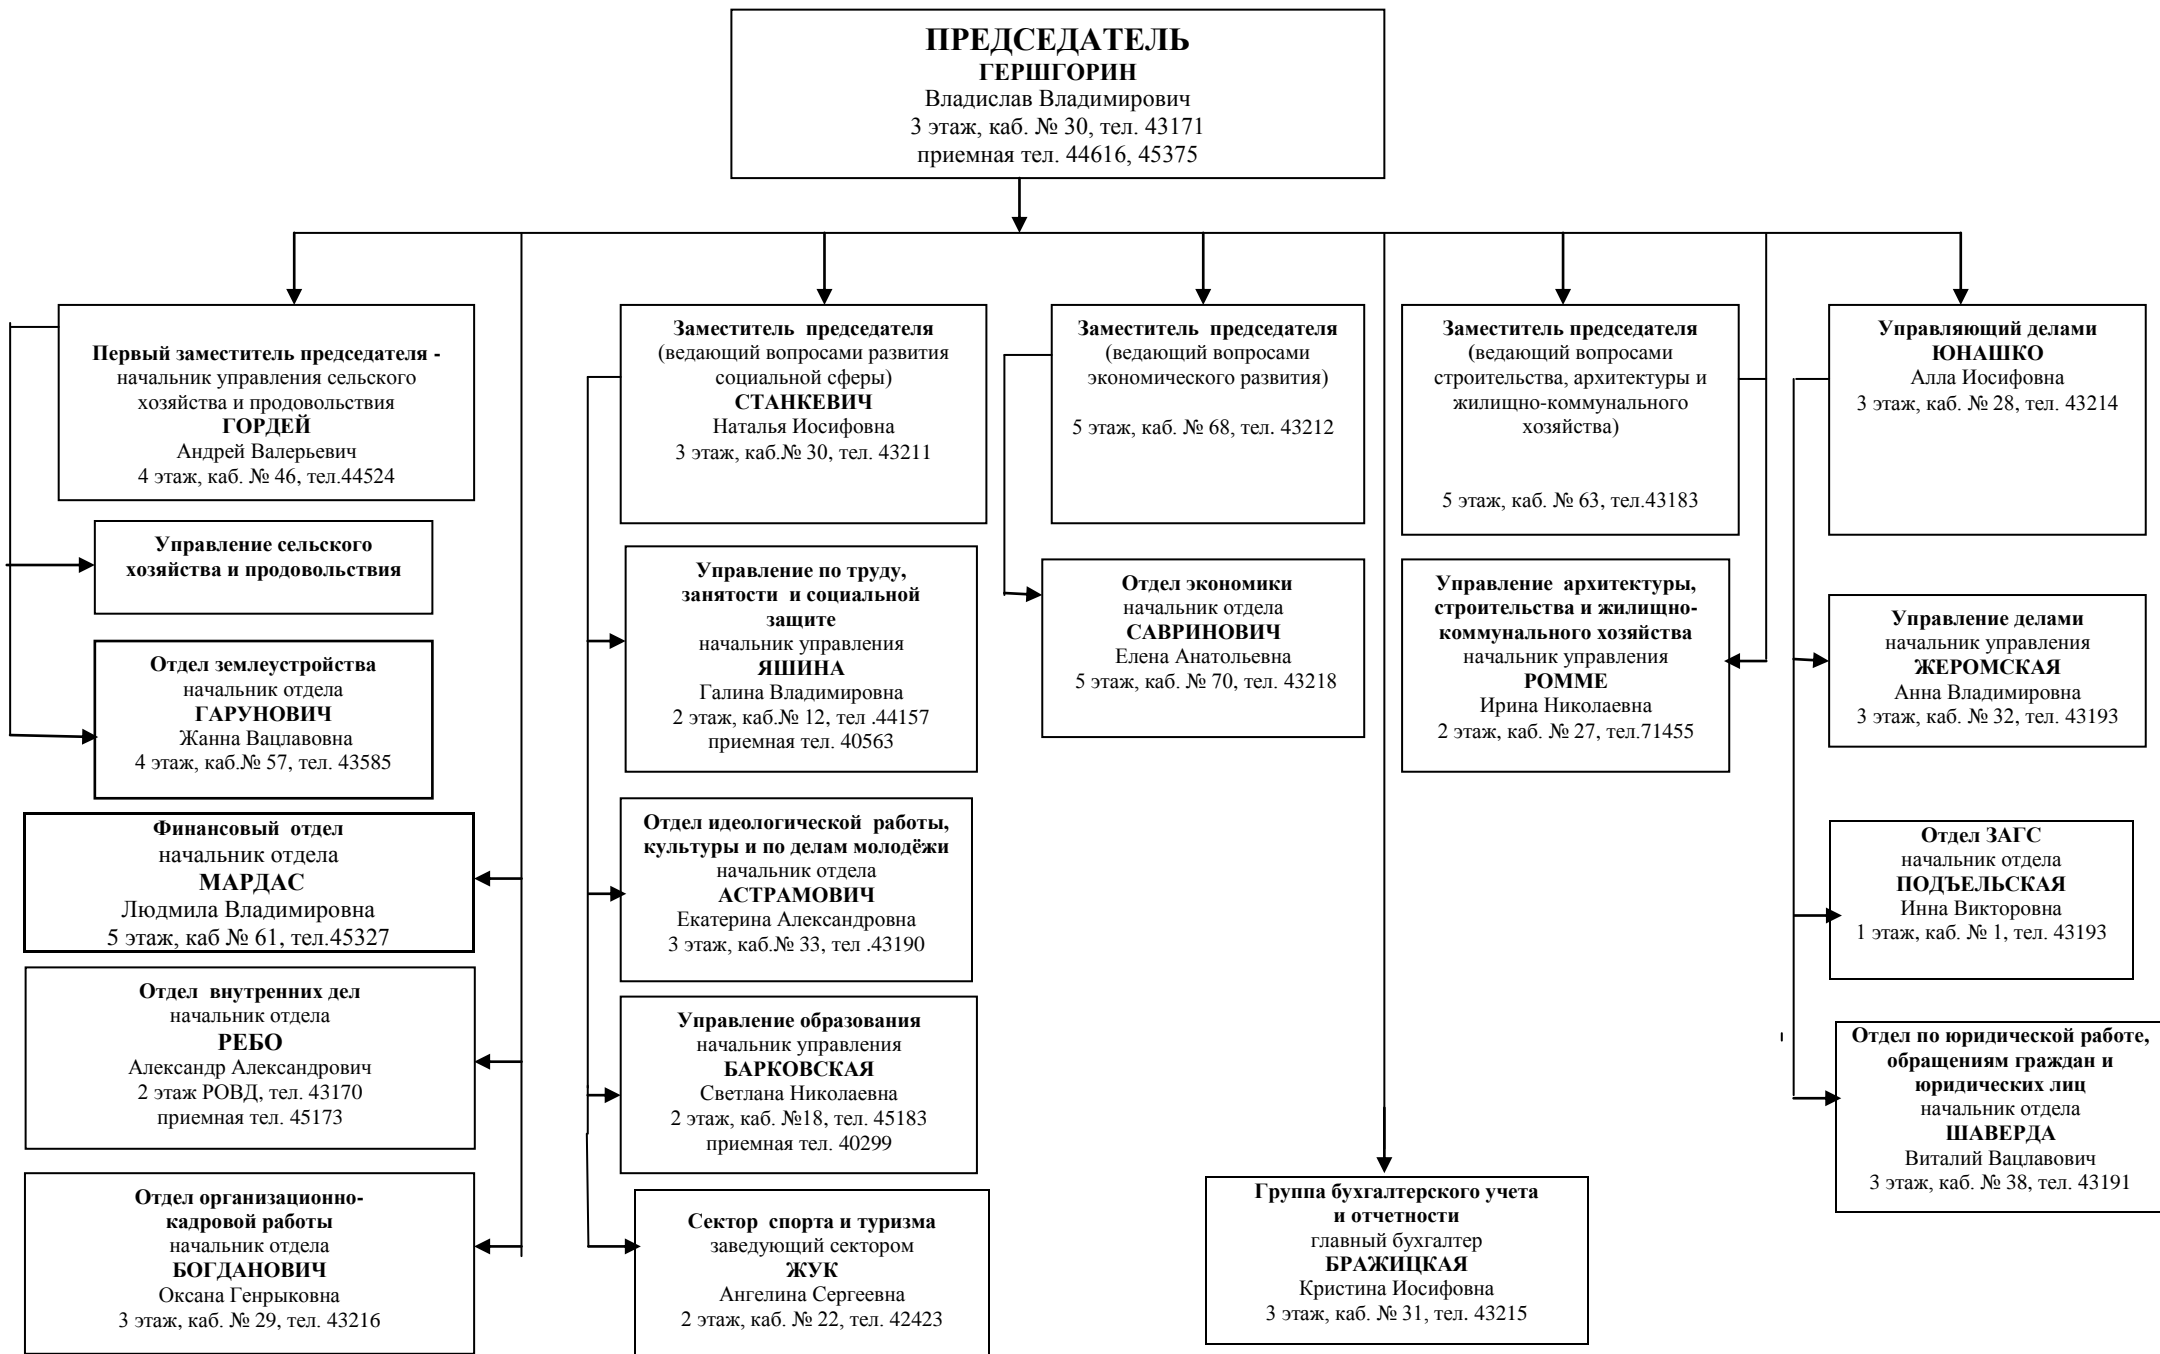 ПРЕДСЕДАТЕЛЬ
ГЕРШГОРИН
Владислав Владимирович
3 этаж, каб. № 30, тел. 43171
приемная тел. 44616, 45375
Первый заместитель председателя -
начальник управления сельского
хозяйства и продовольствия
ГОРДЕЙ
Андрей Валерьевич
4 этаж, каб. № 46, тел.44524
Заместитель председателя
(ведающий вопросами развития
социальной сферы)
СТАНКЕВИЧ
Наталья Иосифовна
3 этаж, каб.№ 30, тел. 43211
Заместитель председателя
(ведающий вопросами
экономического развития)
5 этаж, каб. № 68, тел. 43212
Заместитель председателя
(ведающий вопросами
строительства, архитектуры и
жилищно-коммунального
хозяйства)
5 этаж, каб. № 63, тел.43183
Управляющий делами
ЮНАШКО
Алла Иосифовна
3 этаж, каб. № 28, тел. 43214
Управление сельского
хозяйства и продовольствия
Отдел землеустройства
начальник отдела
ГАРУНОВИЧ
Жанна Вацлавовна
4 этаж, каб.№ 57, тел. 43585
Финансовый отдел
начальник отдела
МАРДАС
Людмила Владимировна
5 этаж, каб № 61, тел.45327
Отдел внутренних дел
начальник отдела
РЕБО
Александр Александрович
2 этаж РОВД, тел. 43170
приемная тел. 45173
Отдел организационно-
кадровой работы
начальник отдела
БОГДАНОВИЧ
Оксана Генрыковна
3 этаж, каб. № 29, тел. 43216
Управление по труду,
занятости и социальной
защите
начальник управления
ЯШИНА
Галина Владимировна
2 этаж, каб.№ 12, тел .44157
приемная тел. 40563
Отдел идеологической работы,
культуры и по делам молодёжи
начальник отдела
АСТРАМОВИЧ
Екатерина Александровна
3 этаж, каб.№ 33, тел .43190
Управление образования
начальник управления
БАРКОВСКАЯ
Светлана Николаевна
2 этаж, каб. №18, тел. 45183
приемная тел. 40299
Сектор спорта и туризма
заведующий сектором
ЖУК
Ангелина Сергеевна
2 этаж, каб. № 22, тел. 42423
Отдел экономики
начальник отдела
САВРИНОВИЧ
Елена Анатольевна
5 этаж, каб. № 70, тел. 43218
Группа бухгалтерского учета
и отчетности
главный бухгалтер
БРАЖИЦКАЯ
Кристина Иосифовна
3 этаж, каб. № 31, тел. 43215
Управление архитектуры,
строительства и жилищно-
коммунального хозяйства
начальник управления
РОММЕ
Ирина Николаевна
2 этаж, каб. № 27, тел.71455
Управление делами
начальник управления
ЖЕРОМСКАЯ
Анна Владимировна
3 этаж, каб. № 32, тел. 43193
Отдел ЗАГС
начальник отдела
ПОДЪЕЛЬСКАЯ
Инна Викторовна
1 этаж, каб. № 1, тел. 43193
Отдел по юридической работе,
обращениям граждан и
юридических лиц
начальник отдела
ШАВЕРДА
Виталий Вацлавович
3 этаж, каб. № 38, тел. 43191